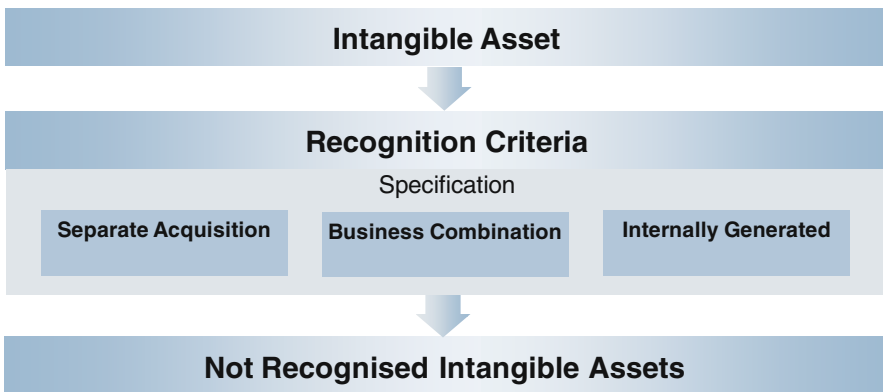 Intangible Asset
Recognition Criteria
Specification
Separate Acquisition
Business Combination
Internally Generated
Not Recognised Intangible Assets